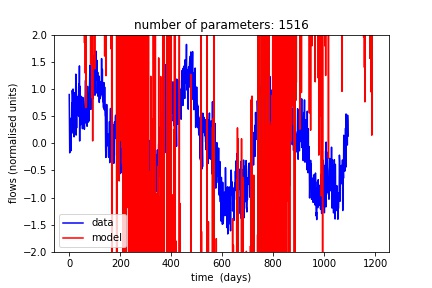 number of parameters: 1516
flows (normalised units)
2.0
1.5
1.0
0.5
0.0
−0.5
−1.0
−1.5
−2.0
data
model
0 200 400 600 800 1000 1200
time (days)